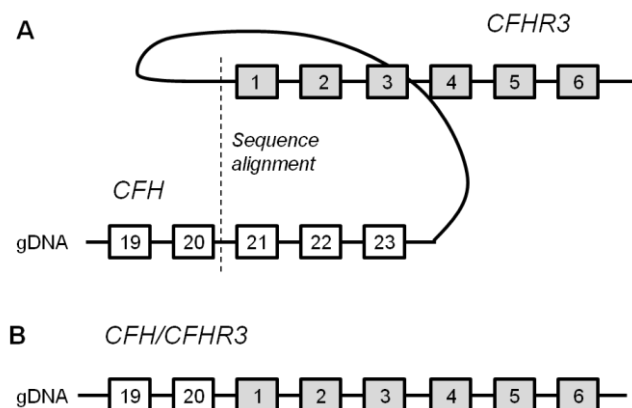 A
CFHR3
1 2 3 4 5 6
Sequence
alignment
CFH
gDNA 19 20 21 22 23
B
CFH/CFHR3
gDNA 19 20 1 2 3 4 5 6